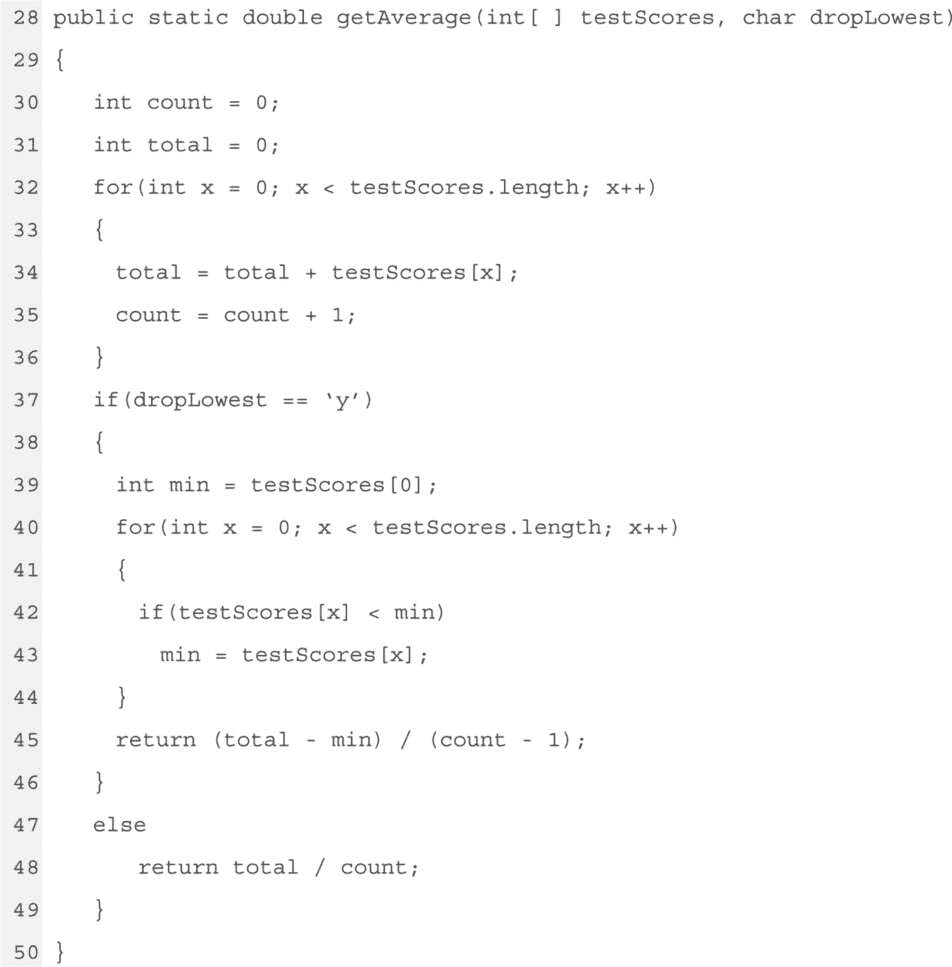 28 public static double getAverage(int[ ] testScores, char dropLowest)
29 {
30 int count = 0;
31 int total = 0;
32 for(int x = 0; x < testScores.length; x++)
33 {
34 total = total + testScores[x];
35 count = count + 1;
36 }
37 if(dropLowest == ‘y’)
38 {
39 int min = testScores[0];
40 for(int x = 0; x < testScores.length; x++)
41 {
42 if(testScores[x] < min)
43 min = testScores[x];
44 }
45 return (total - min) / (count - 1);
46 }
47 else
48 return total / count;
49 }
50 }